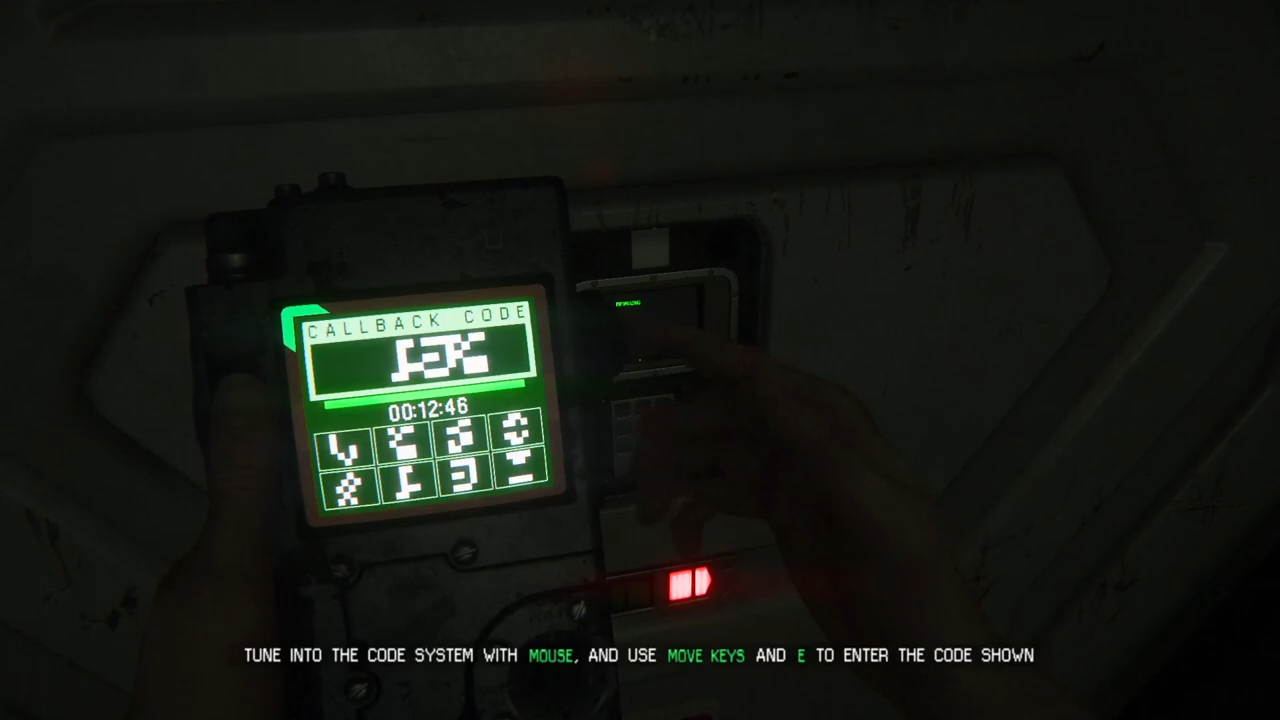 CALLBACK CODE
00:12:46
TUNE INTO THE CODE SYSTEM WITH MOUSE, AND USE MOVE KEYS AND E TO ENTER THE CODE SHOWN